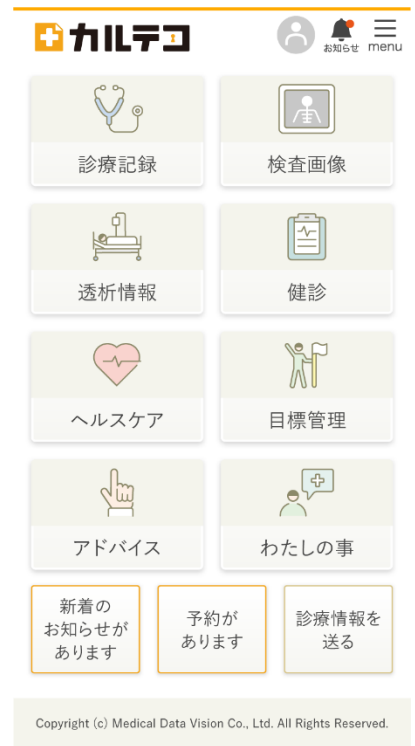 カルテコ
お知らせ menu
診療記録 検査画像
透析情報 健診
ヘルスケア 目標管理
アドバイス わたしの事
新着の
お知らせが
あります
予約が
あります
診療情報を
送る
Copyright (c) Medical Data Vision Co., Ltd. All Rights Reserved.